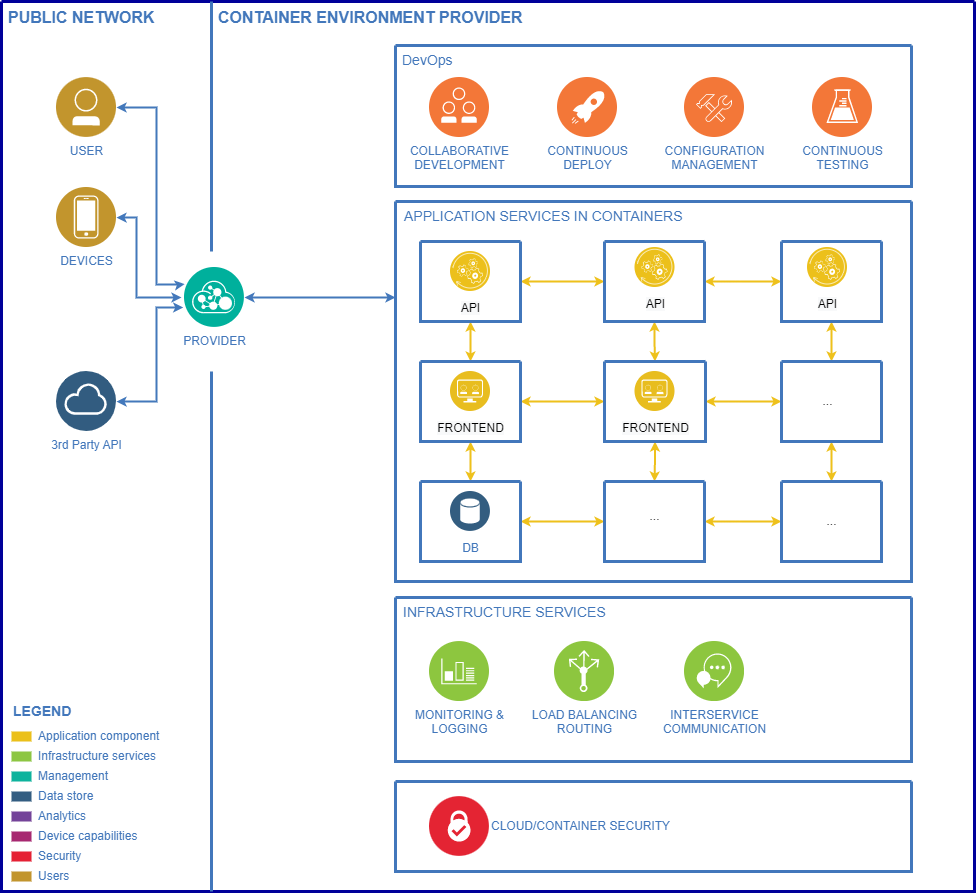 PUBLIC NETWORK
CONTAINER ENVIRONMENT PROVIDER
USER
DEVICES
PROVIDER
3rd Party API
DevOps
COLLABORATIVE
DEVELOPMENT
CONTINUOUS
DEPLOY
CONFIGURATION
MANAGEMENT
CONTINUOUS
TESTING
APPLICATION SERVICES IN CONTAINERS
API
API
API
FRONTEND
FRONTEND
...
DB
...
...
INFRASTRUCTURE SERVICES
MONITORING &
LOGGING
LOAD BALANCING
ROUTING
INTERSERVICE
COMMUNICATION
CLOUD/CONTAINER SECURITY
LEGEND
Application component
Infrastructure services
Management
Data store
Analytics
Device capabilities
Security
Users